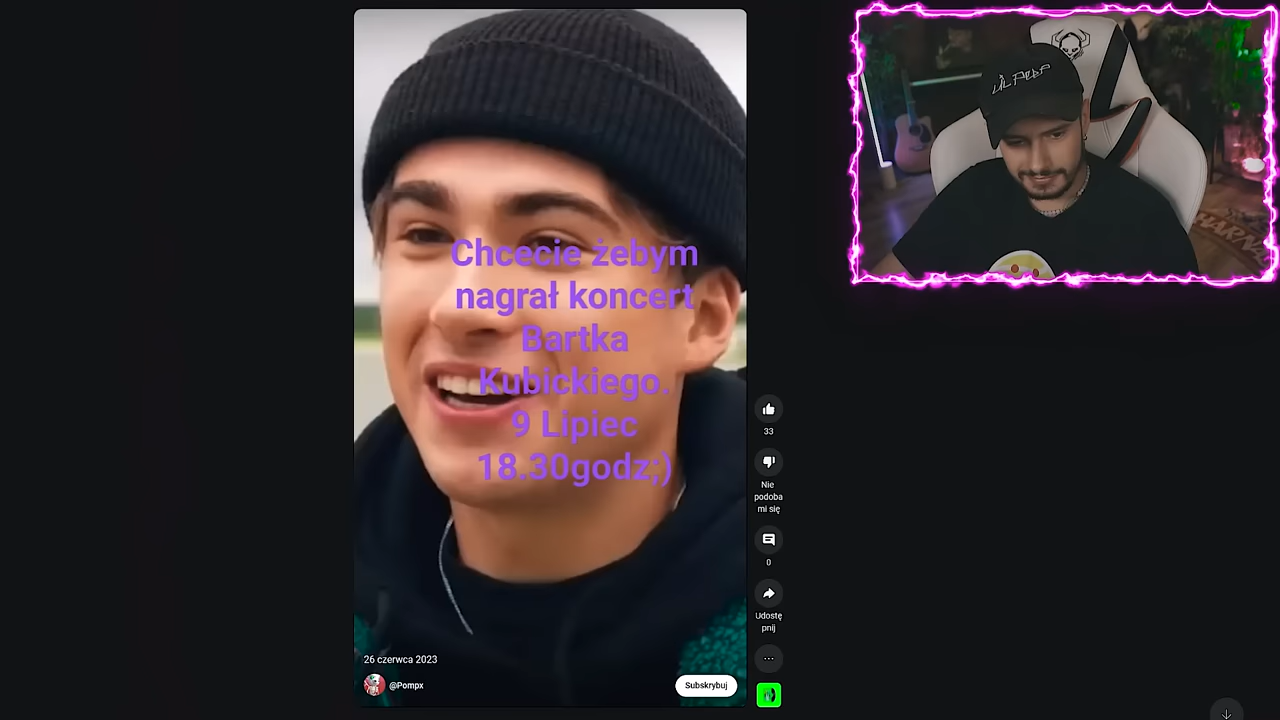 Chcecie żebym
nagrał koncert
Bartka
Kubickiego.
9 Lipiec
18.30godz;)
33
Nie
podoba
mi się
0
Udostę
pnij
26 czerwca 2023
@Pompx
Subskrybuj